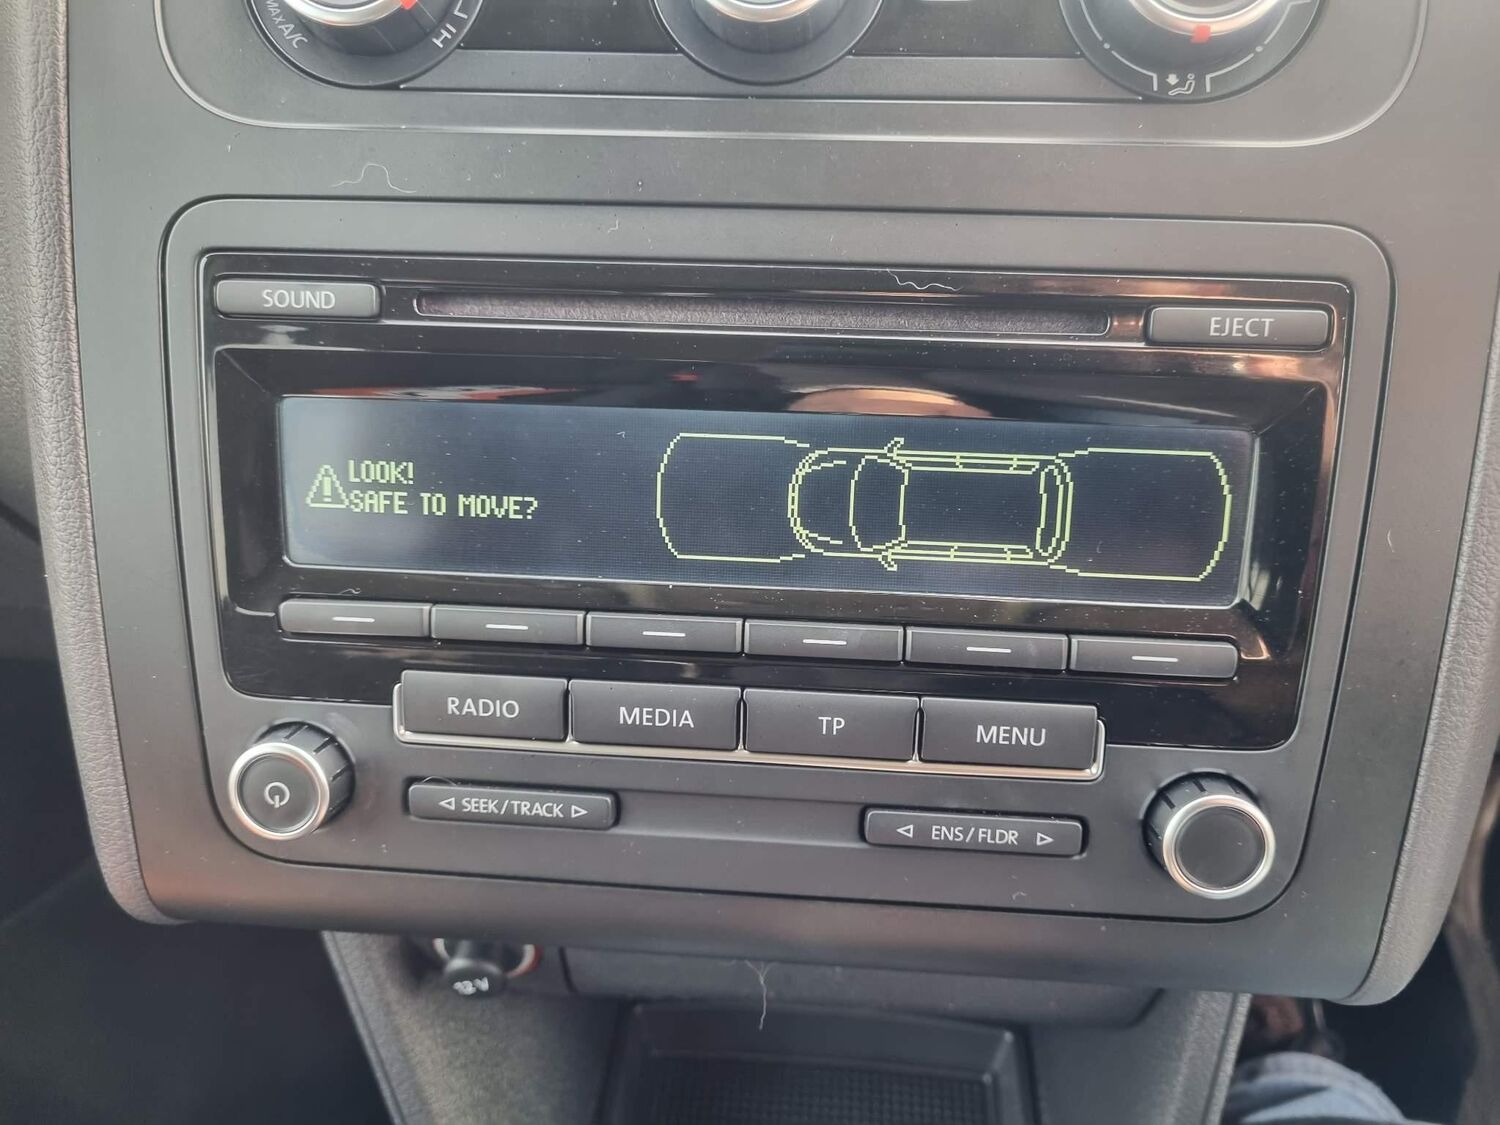 MAX A/C
HI
SOUND
EJECT
LOOK!
SAFE TO MOVE?
RADIO
MEDIA
TP
MENU
SEEK/TRACK
ENS/FLDR
12V